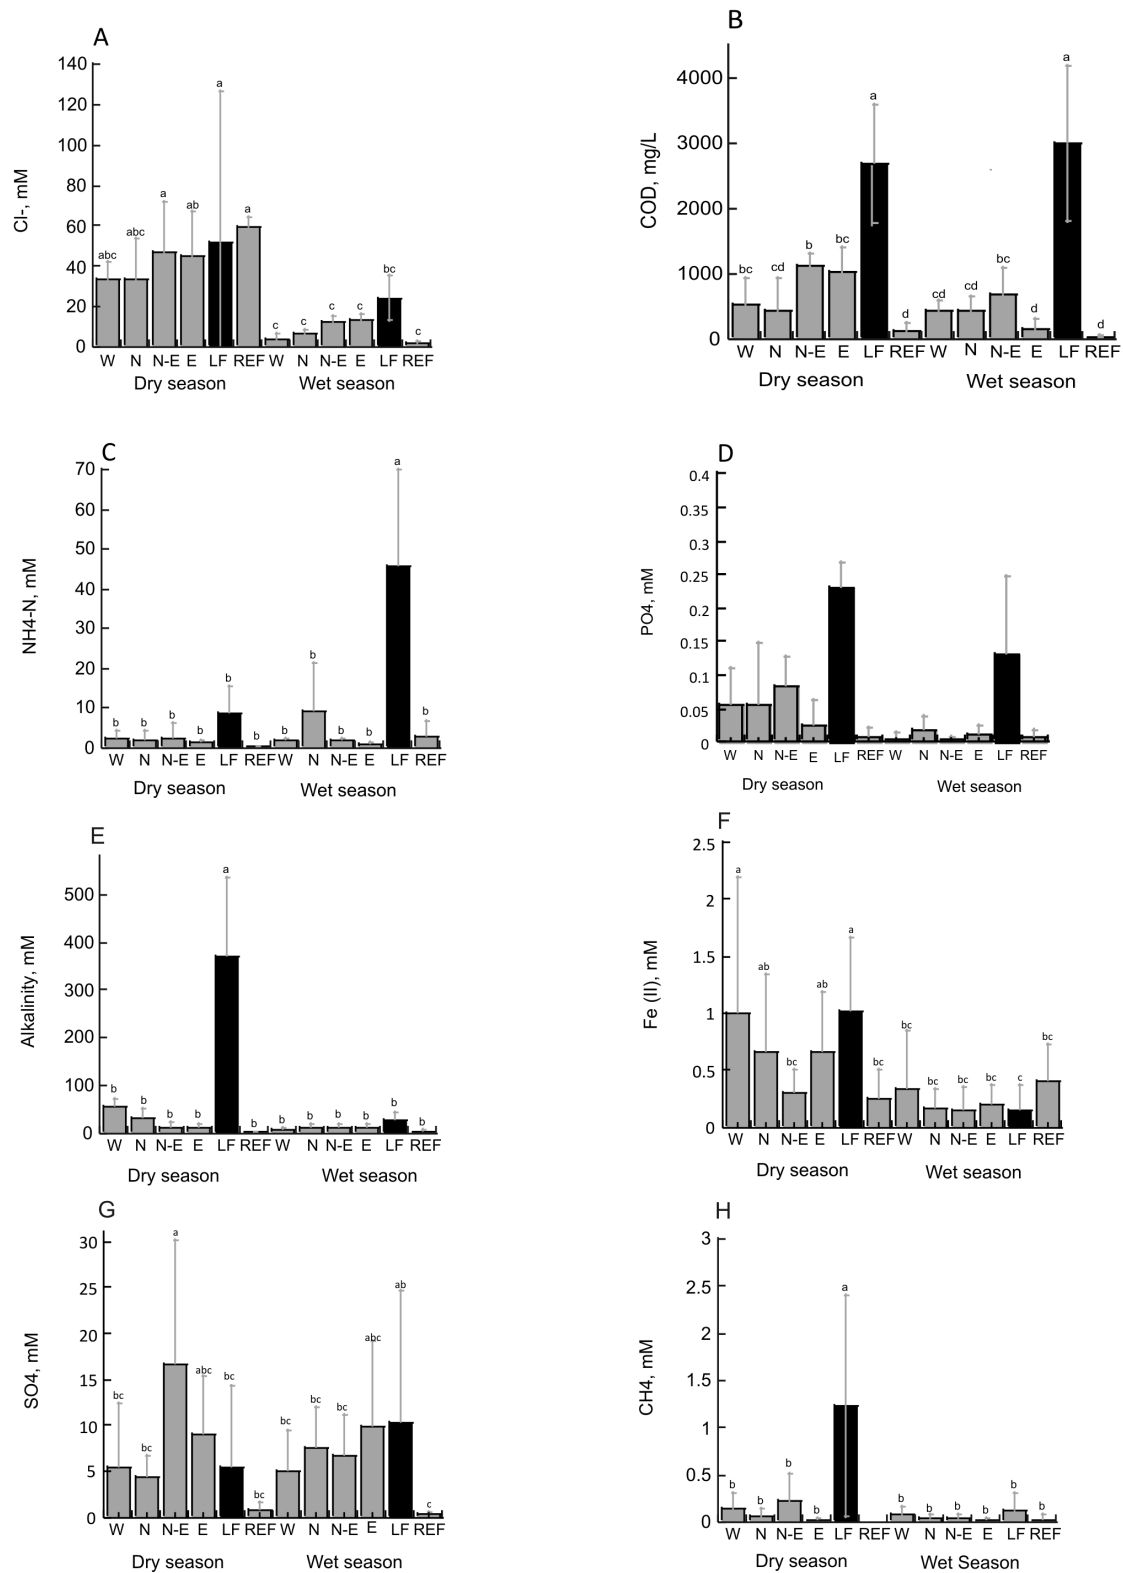 A
140
120
100
80
60
40
20
0
Cl-, mM
abc abc a ab a a c c c c bc c
W N N-E E LF REF W N N-E E LF REF
Dry season Wet season
B
4000
3000
2000
1000
0
COD, mg/L
bc cd b bc a d cd cd bc d a d
W N N-E E LF REF W N N-E E LF REF
Dry season Wet season
C
70
60
50
40
30
20
10
0
NH4-N, mM
b b b b b b b b b b a b
W N N-E E LF REF W N N-E E LF REF
Dry season Wet season
D
0.4
0.35
0.3
0.25
0.2
0.15
0.1
0.05
0
PO4, mM
W N N-E E LF REF W N N-E E LF REF
Dry season Wet season
E
500
400
300
200
100
0
Alkalinity, mM
b b b b a b b b b b b b
W N N-E E LF REF W N N-E E LF REF
Dry season Wet season
F
2.5
2
1.5
1
0.5
0
Fe (II), mM
a ab bc ab a bc bc bc bc bc c bc
W N N-E E LF REF W N N-E E LF REF
Dry season Wet season
G
30
25
20
15
10
5
0
SO4, mM
bc bc a abc bc bc bc bc bc abc ab c
W N N-E E LF REF W N N-E E LF REF
Dry season Wet season
H
3
2.5
2
1.5
1
0.5
0
CH4, mM
b b b b a b b b b b b
W N N-E E LF REF W N N-E E LF REF
Dry season Wet Season